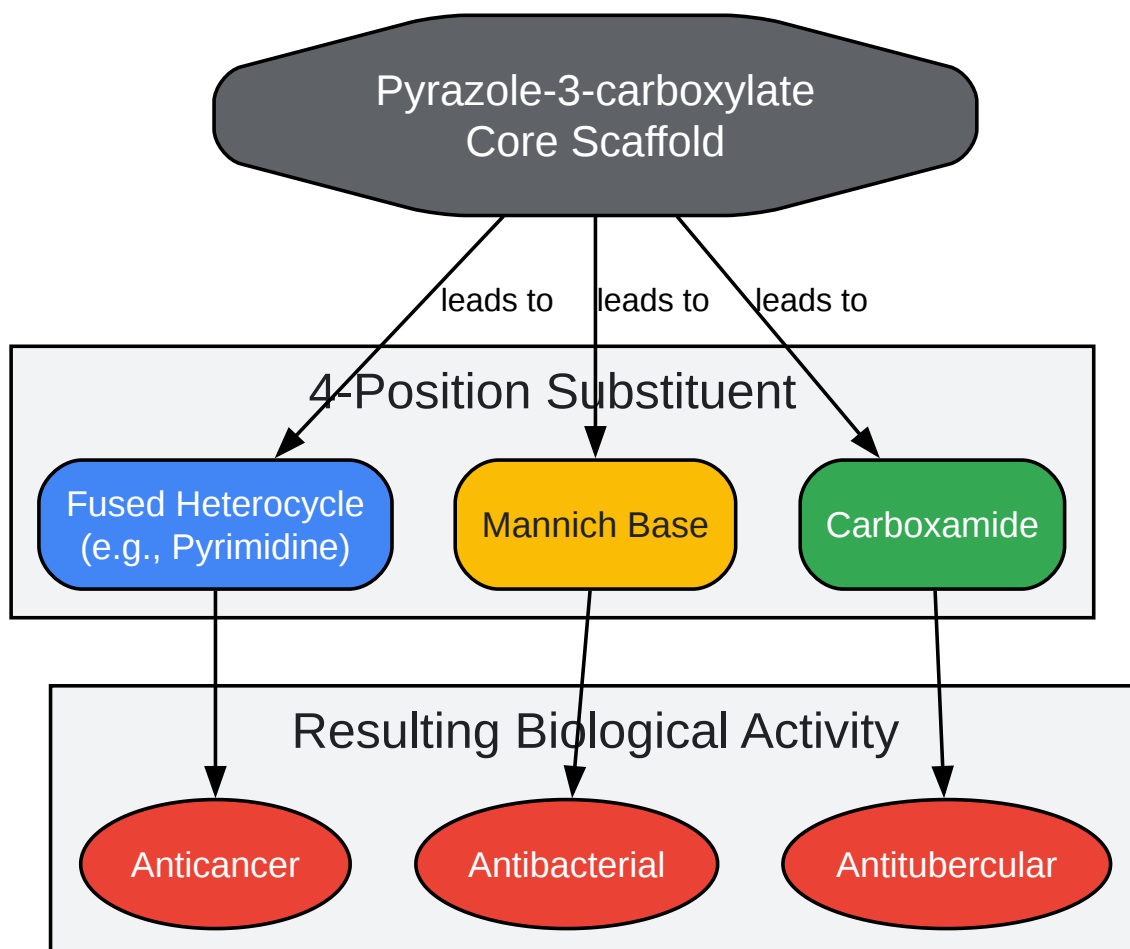 Pyrazole-3-carboxylate
Core Scaffold
leads to
leads to
leads to
4-Position Substituent
Fused Heterocycle
(e.g., Pyrimidine)
Mannich Base
Carboxamide
Resulting Biological Activity
Anticancer
Antibacterial
Antitubercular